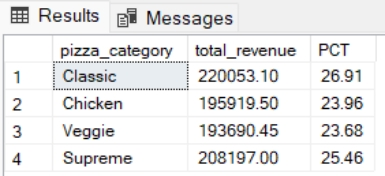 Results Messages
pizza_category total_revenue PCT
1 Classic 220053.10 26.91
2 Chicken 195919.50 23.96
3 Veggie 193690.45 23.68
4 Supreme 208197.00 25.46